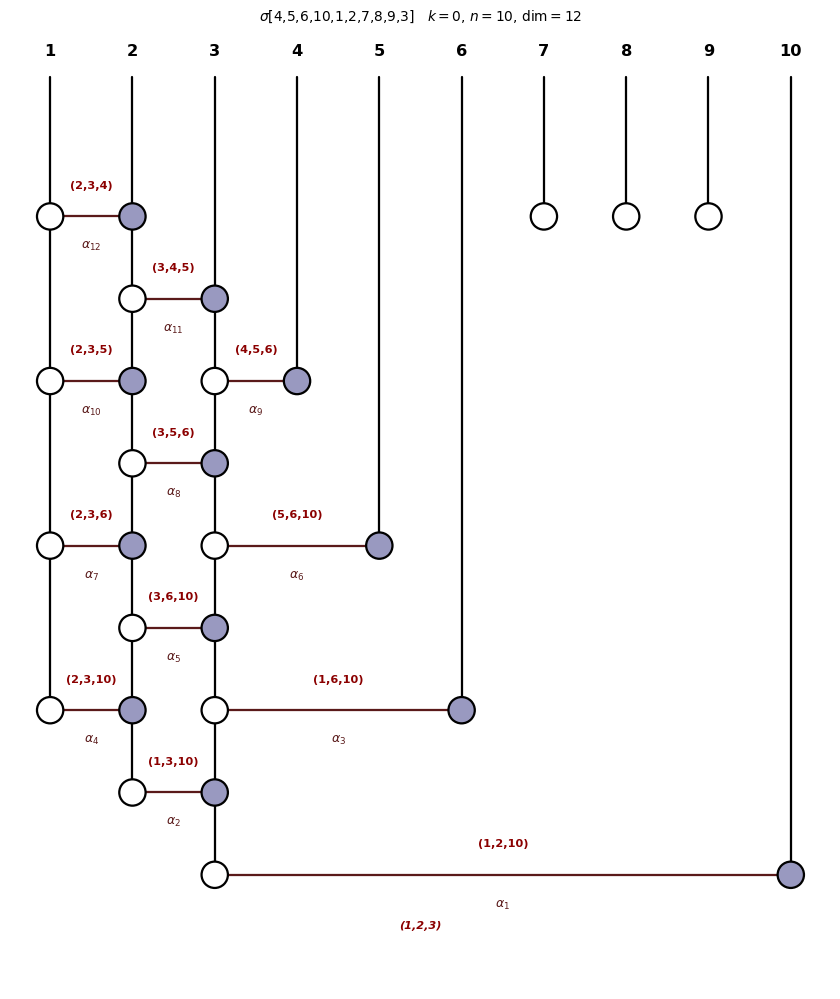 σ[4,5,6,10,1,2,7,8,9,3]   k=0, n=10, dim=12
1 2 3 4 5 6 7 8 9 10
(2,3,4)
α12
(3,4,5)
α11
(2,3,5) (4,5,6)
α10 α9
(3,5,6)
α8
(2,3,6) (5,6,10)
α7 α6
(3,6,10)
α5
(2,3,10) (1,6,10)
α4 α3
(1,3,10)
α2
(1,2,10)
α1
(1,2,3)